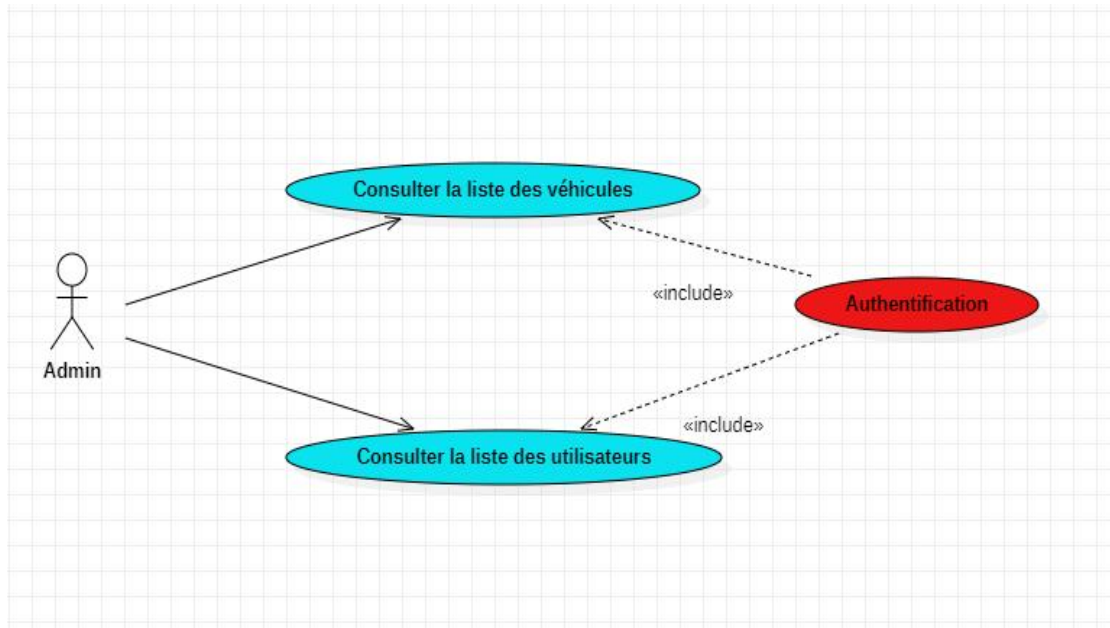 Consulter la liste des véhicules
«include»
Authentification
Admin
«include»
Consulter la liste des utilisateurs